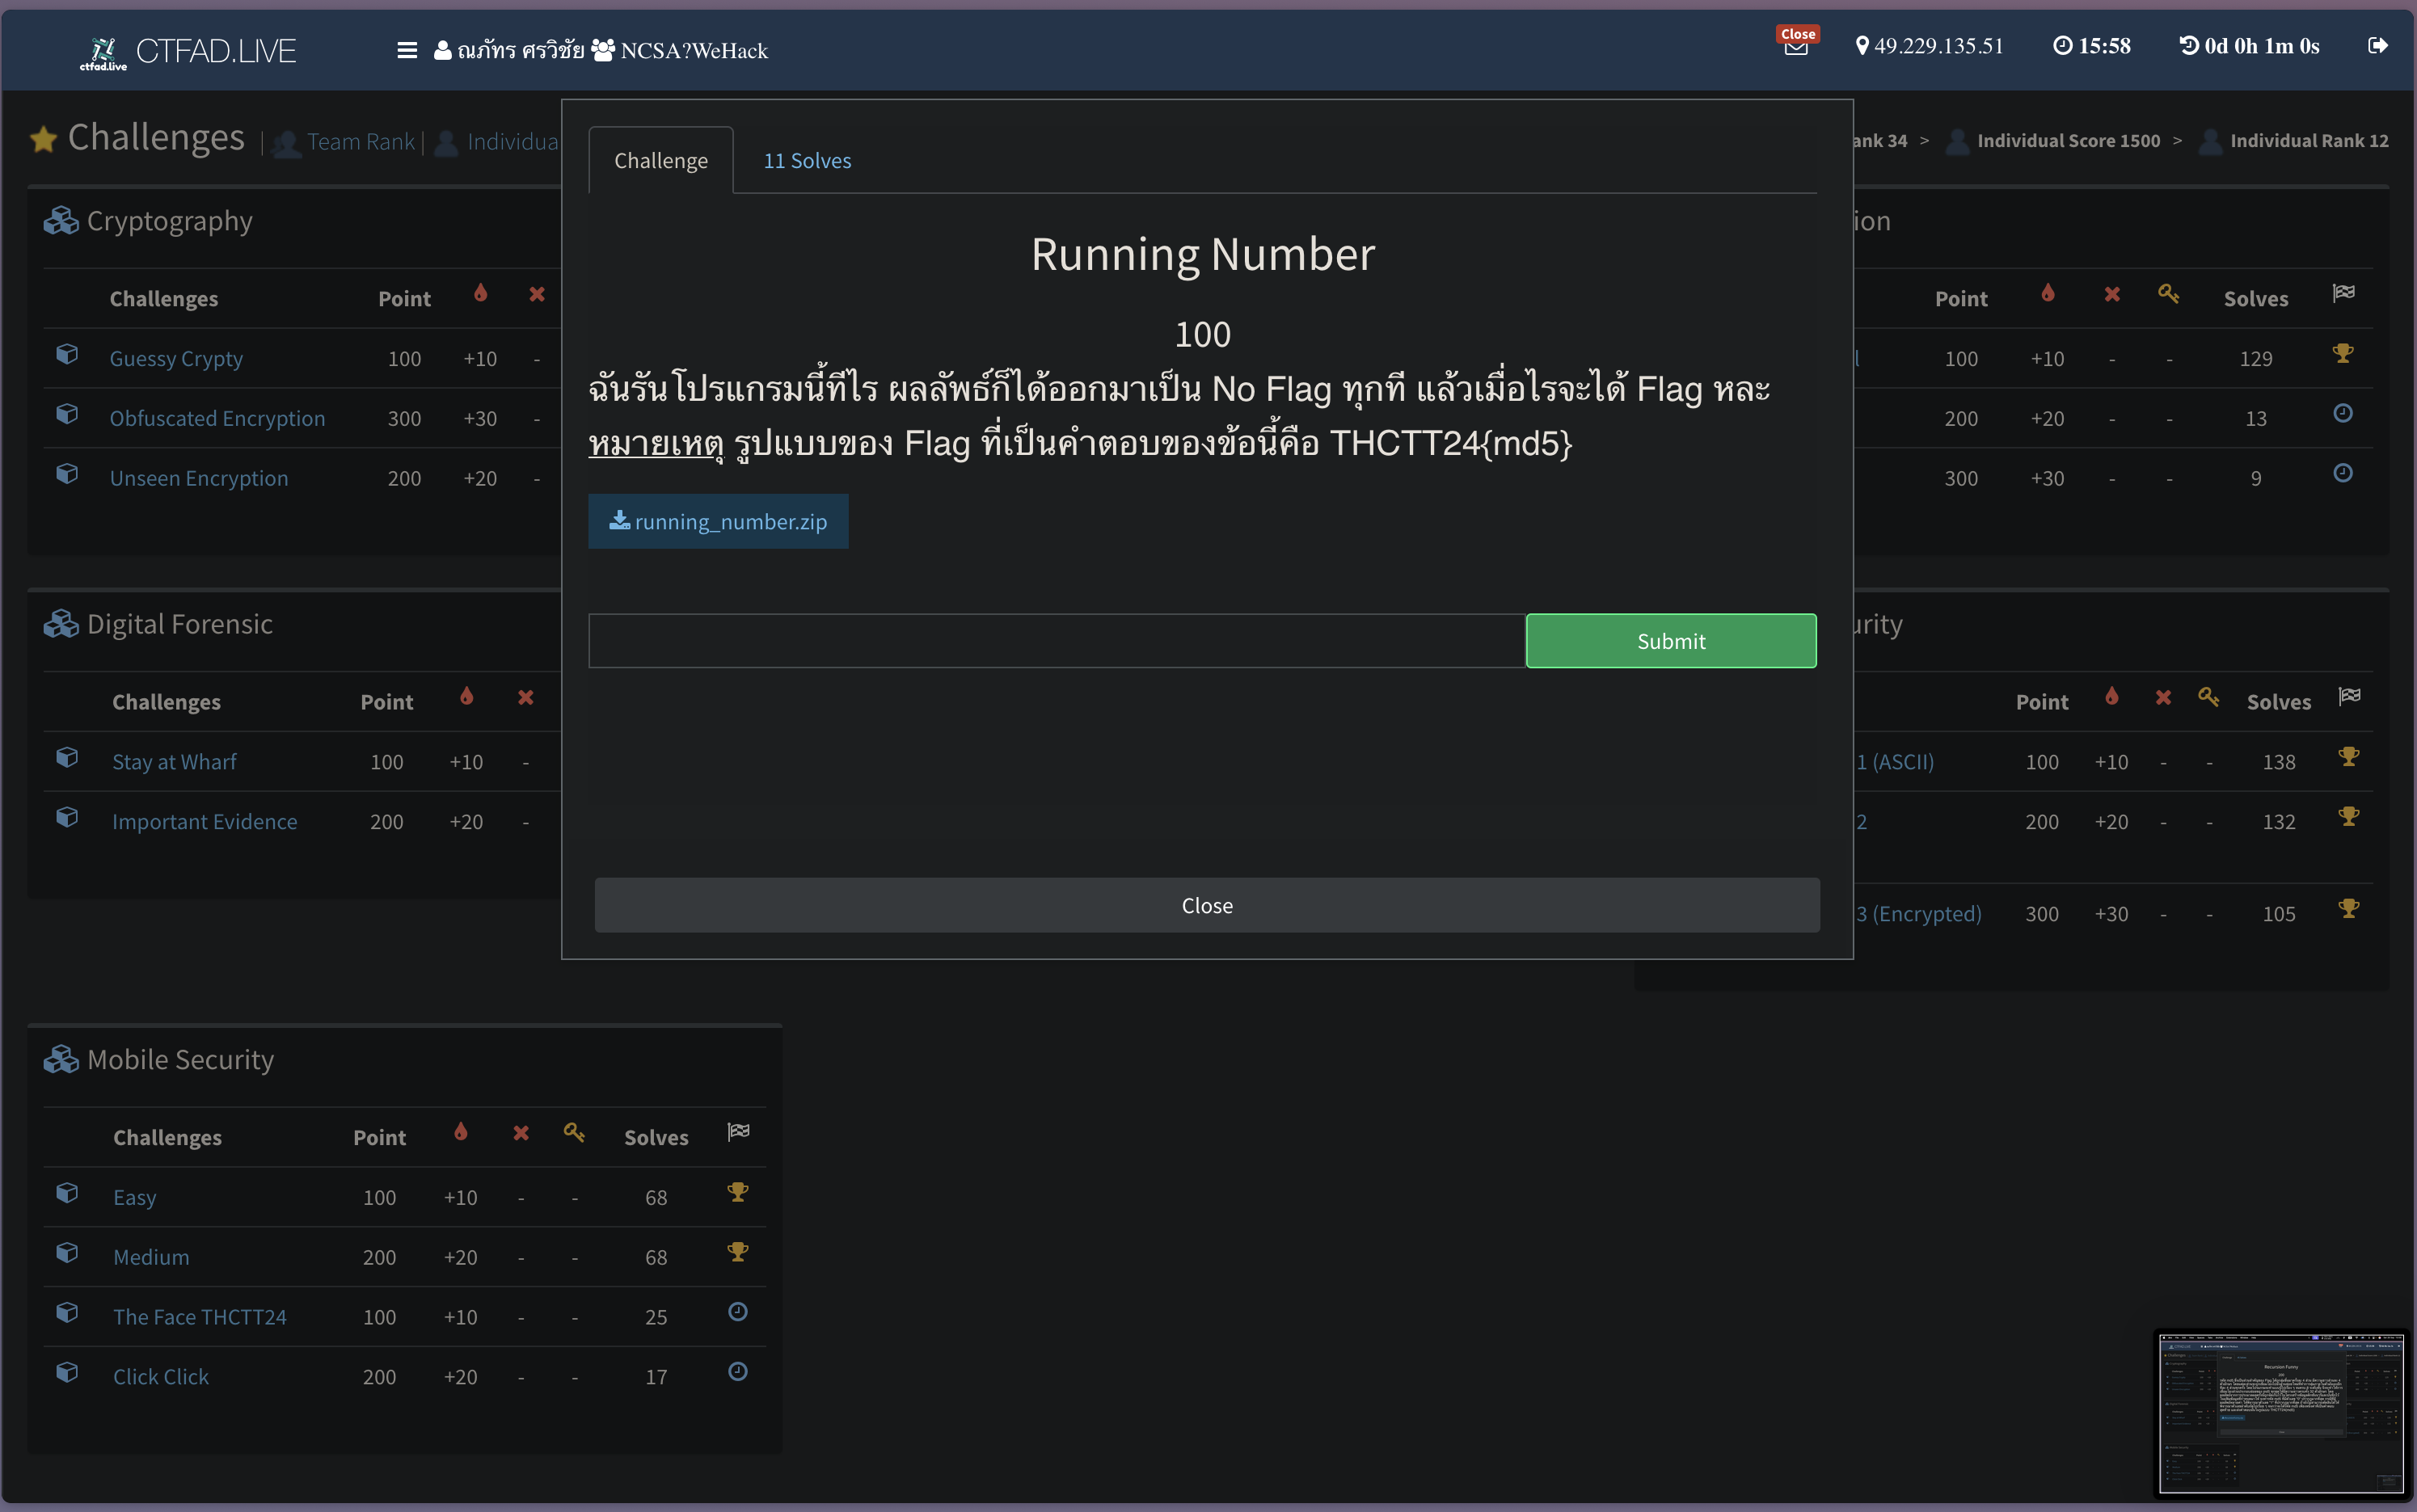 ctfad.live CTFAD.LIVE ณภัทร ศรวิชัย NCSA?WeHack Close 49.229.135.51 15:58 0d 0h 1m 0s
Challenges | Team Rank | Individua
ank 34 > Individual Score 1500 > Individual Rank 12
Cryptography
Challenges Point
Guessy Crypty 100 +10 -
Obfuscated Encryption 300 +30 -
Unseen Encryption 200 +20 -
Challenge 11 Solves
Running Number
100
ฉันรันโปรแกรมนี้ทีไร ผลลัพธ์ก็ได้ออกมาเป็น No Flag ทุกที แล้วเมื่อไรจะได้ Flag หละ
หมายเหตุ รูปแบบของ Flag ที่เป็นคำตอบของข้อนี้คือ THCTT24{md5}
running_number.zip
Submit
Close
ion
Point Solves
l 100 +10 - - 129
200 +20 - - 13
300 +30 - - 9
Digital Forensic
Challenges Point
Stay at Wharf 100 +10 -
Important Evidence 200 +20 -
urity
Point Solves
1 (ASCII) 100 +10 - - 138
2 200 +20 - - 132
3 (Encrypted) 300 +30 - - 105
Mobile Security
Challenges Point Solves
Easy 100 +10 - - 68
Medium 200 +20 - - 68
The Face THCTT24 100 +10 - - 25
Click Click 200 +20 - - 17